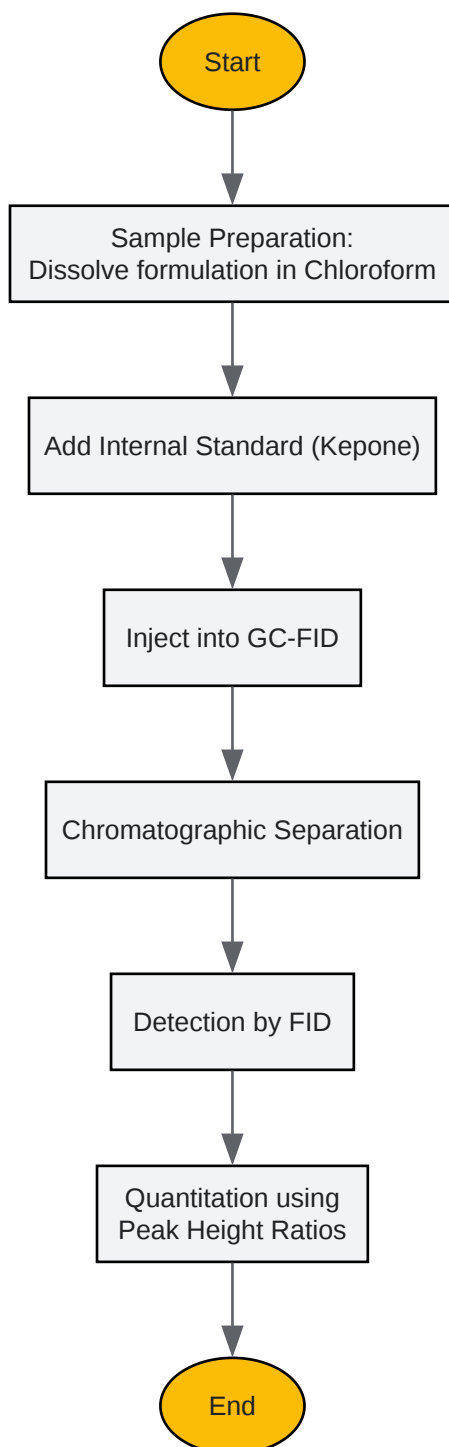 Start
Sample Preparation:
Dissolve formulation in Chloroform
Add Internal Standard (Kepone)
Inject into GC-FID
Chromatographic Separation
Detection by FID
Quantitation using
Peak Height Ratios
End